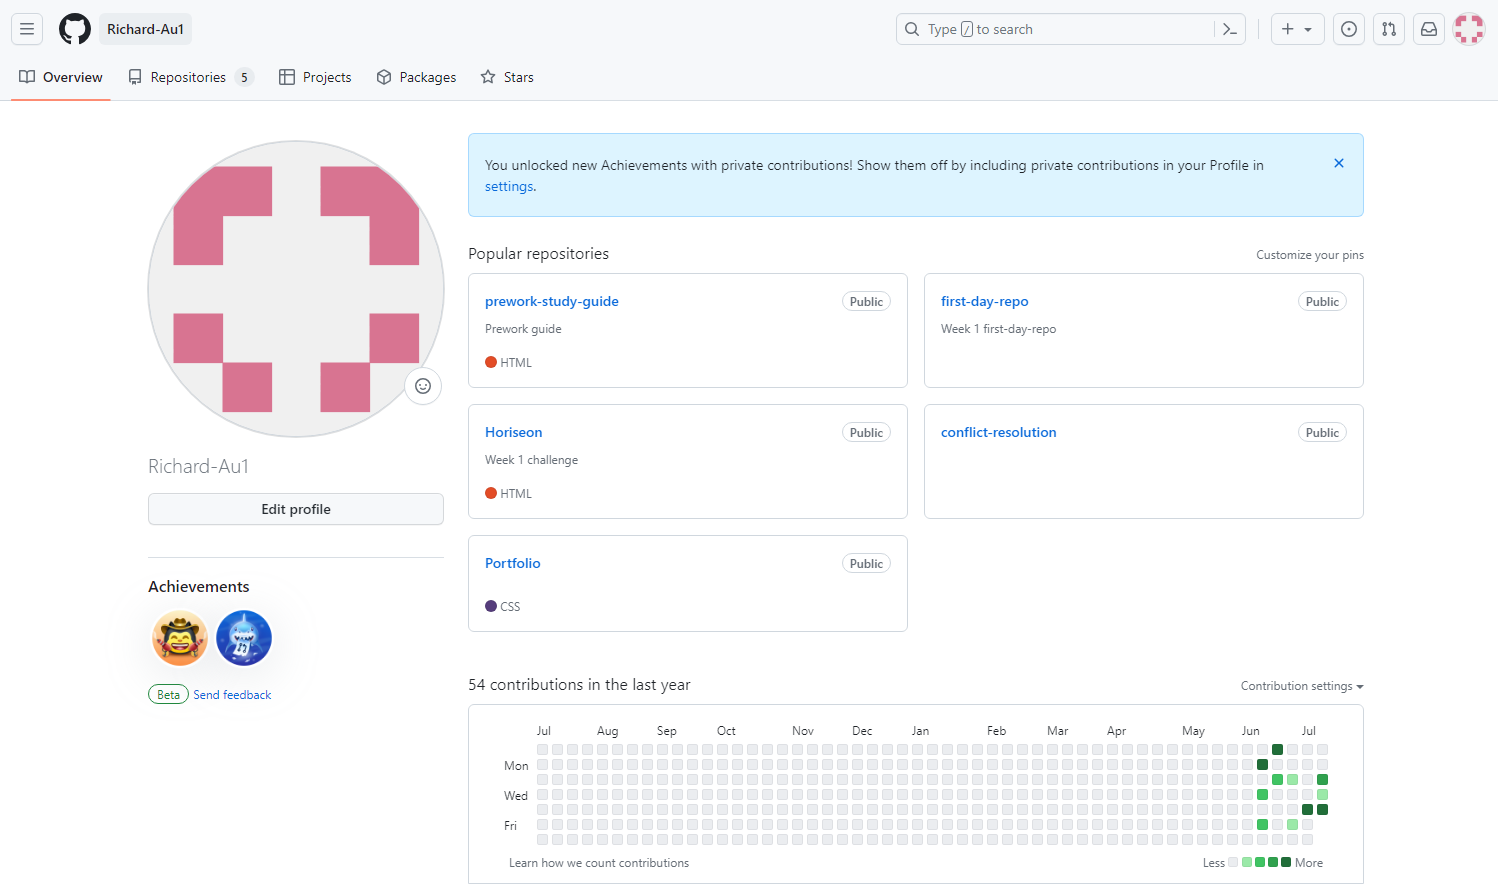 Richard-Au1
Type / to search
Overview
Repositories 5
Projects
Packages
Stars
You unlocked new Achievements with private contributions! Show them off by including private contributions in your Profile in
settings.
Popular repositories
Customize your pins
prework-study-guide
Public
Prework guide
HTML
first-day-repo
Public
Week 1 first-day-repo
Horiseon
Public
Week 1 challenge
HTML
conflict-resolution
Public
Portfolio
Public
CSS
Richard-Au1
Edit profile
Achievements
Beta Send feedback
54 contributions in the last year
Contribution settings
Jul Aug Sep Oct Nov Dec Jan Feb Mar Apr May Jun Jul
Mon
Wed
Fri
Learn how we count contributions
Less More